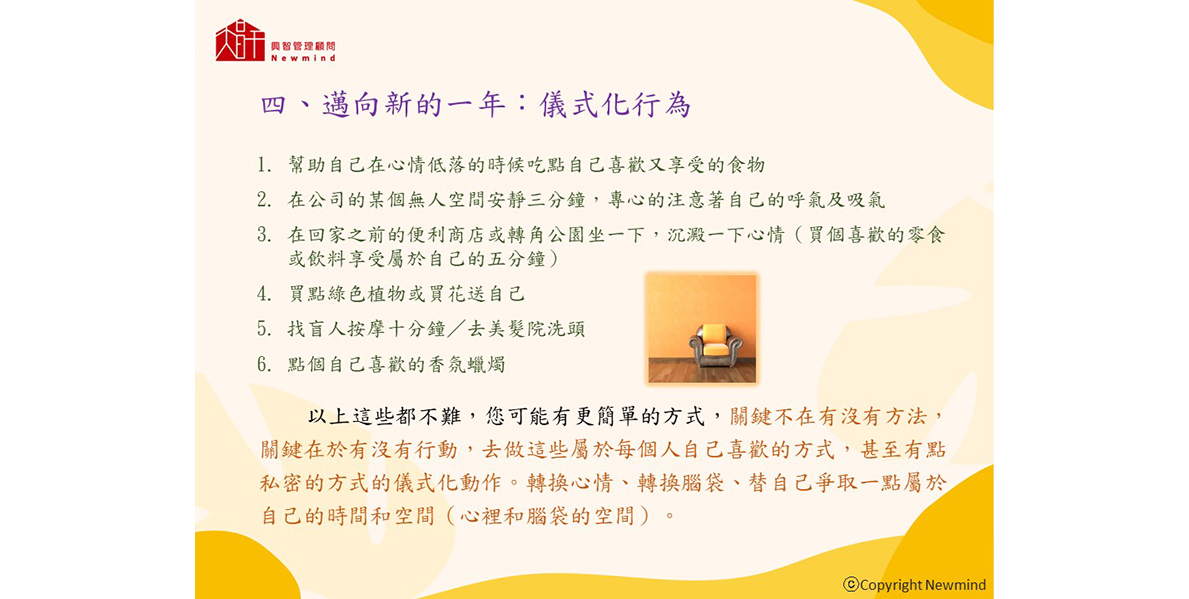 興智管理顧問
Newmind
四、邁向新的一年：儀式化行為
1. 幫助自己在心情低落的時候吃點自己喜歡又享受的食物
2. 在公司的某個無人空間安靜三分鐘，專心的注意著自己的呼氣及吸氣
3. 在回家之前的便利商店或轉角公園坐一下，沉澱一下心情（買個喜歡的零食
或飲料享受屬於自己的五分鐘）
4. 買點綠色植物或買花送自己
5. 找盲人按摩十分鐘／去美髮院洗頭
6. 點個自己喜歡的香氛蠟燭
以上這些都不難，您可能有更簡單的方式，關鍵不在有沒有方法，
關鍵在於有沒有行動，去做這些屬於每個人自己喜歡的方式，甚至有點
私密的方式的儀式化動作。轉換心情、轉換腦袋、替自己爭取一點屬於
自己的時間和空間（心裡和腦袋的空間）。
©Copyright Newmind